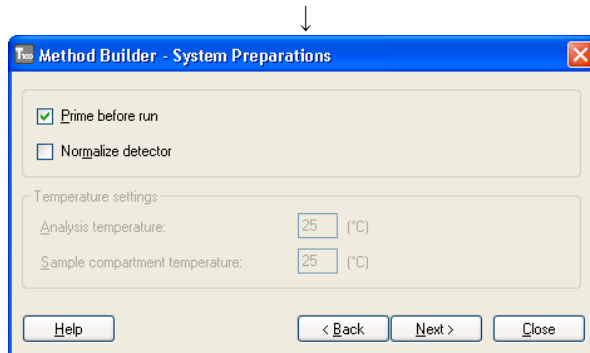 T100 Method Builder - System Preparations
Prime before run
Normalize detector
Temperature settings
Analysis temperature: 25 (°C)
Sample compartment temperature: 25 (°C)
Help < Back Next > Close